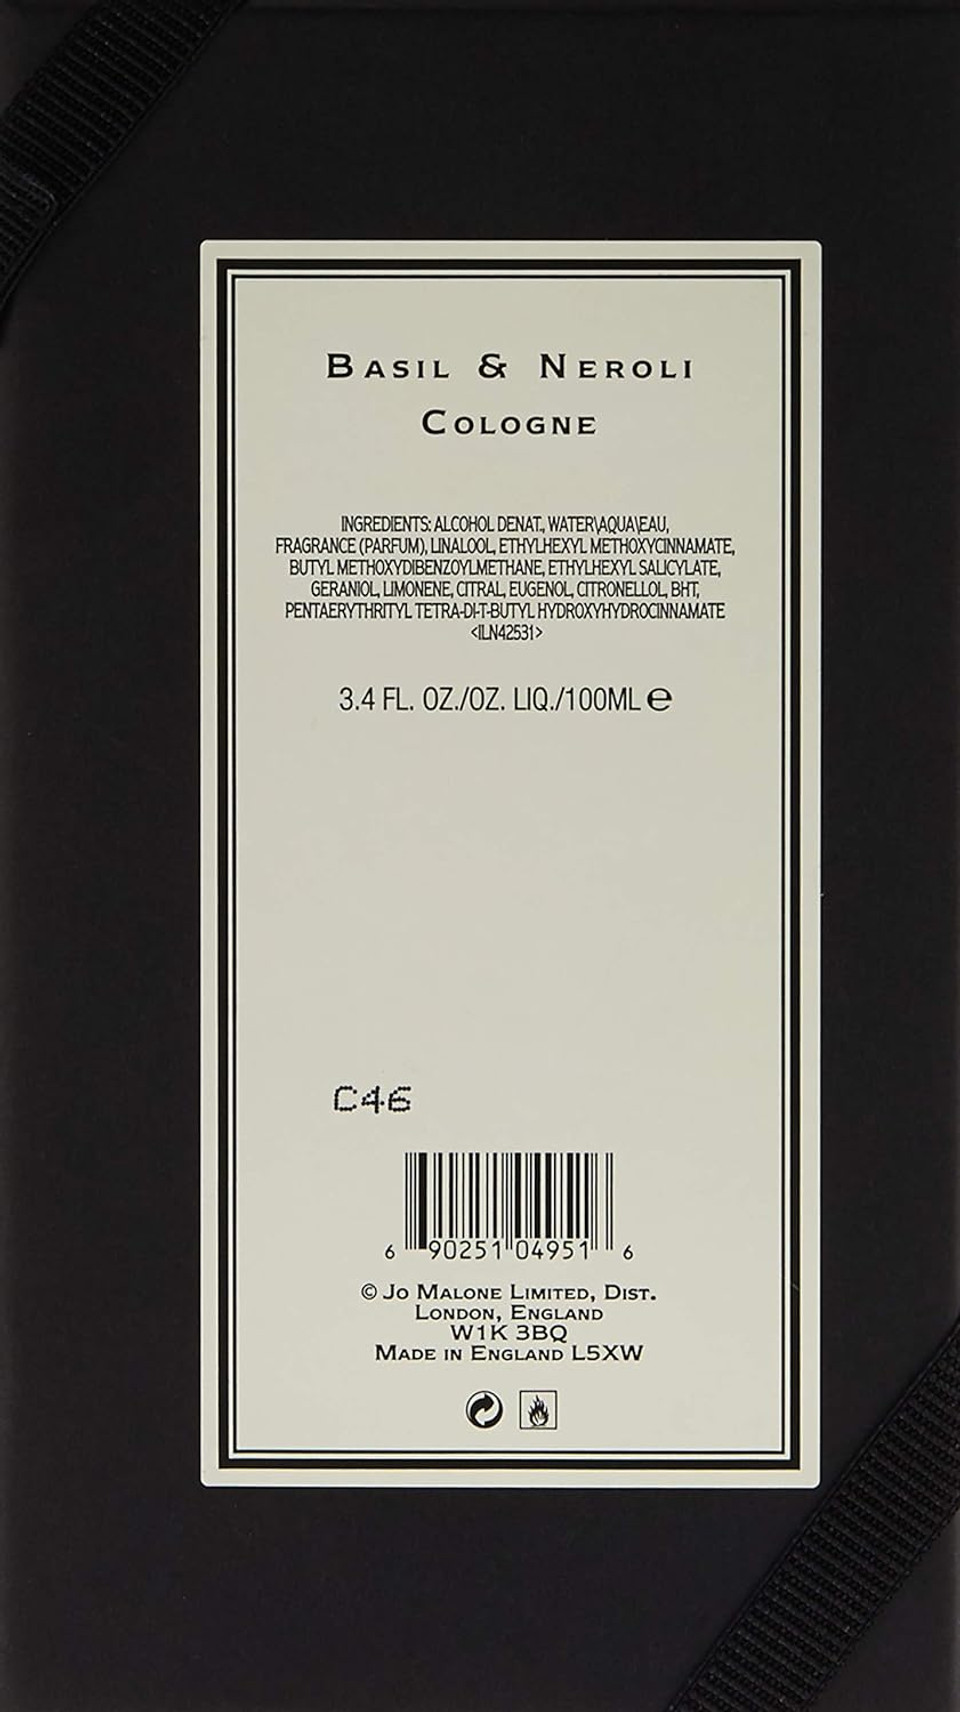 BASIL & NEROLI
COLOGNE
INGREDIENTS: ALCOHOL DENAT., WATER\AQUA\EAU,
FRAGRANCE (PARFUM), LINALOOL, ETHYLHEXYL METHOXYCINNAMATE,
BUTYL METHOXYDIBENZOYLMETHANE, ETHYLHEXYL SALICYLATE,
GERANIOL, LIMONENE, CITRAL, EUGENOL, CITRONELLOL, BHT,
PENTAERYTHRITYL TETRA-DI-T-BUTYL HYDROXYHYDROCINNAMATE
<ILN42531>
3.4 FL. OZ./OZ. LIQ./100ML ℮
C46
6 90251 04951 6
© JO MALONE LIMITED, DIST.
LONDON, ENGLAND
W1K 3BQ
MADE IN ENGLAND L5XW